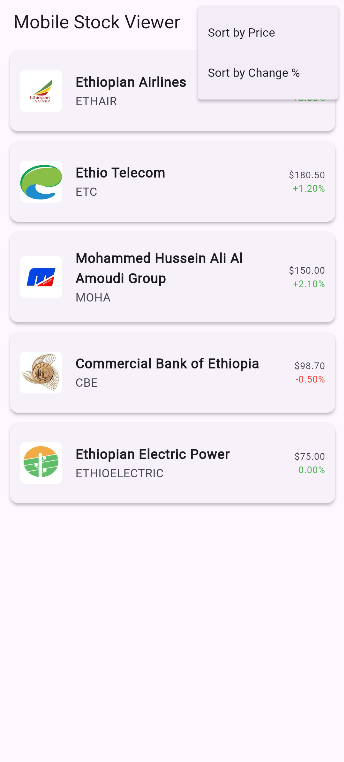 Mobile Stock Viewer
Sort by Price
Sort by Change %
Ethiopian Airlines
ETHAIR
Ethio Telecom
ETC
$180.50
+1.20%
Mohammed Hussein Ali Al
Amoudi Group
MOHA
$150.00
+2.10%
Commercial Bank of Ethiopia
CBE
$98.70
-0.50%
Ethiopian Electric Power
ETHIOELECTRIC
$75.00
0.00%